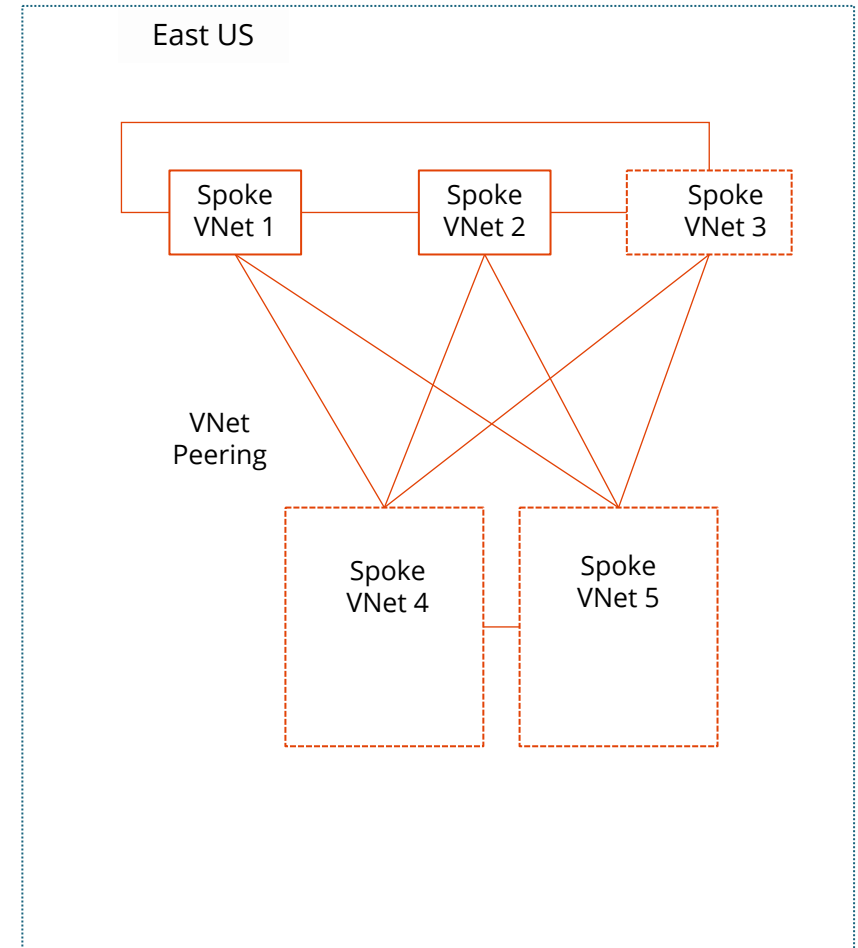 East US
Spoke
VNet 1
Spoke
VNet 2
Spoke
VNet 3
VNet
Peering
Spoke
VNet 4
Spoke
VNet 5